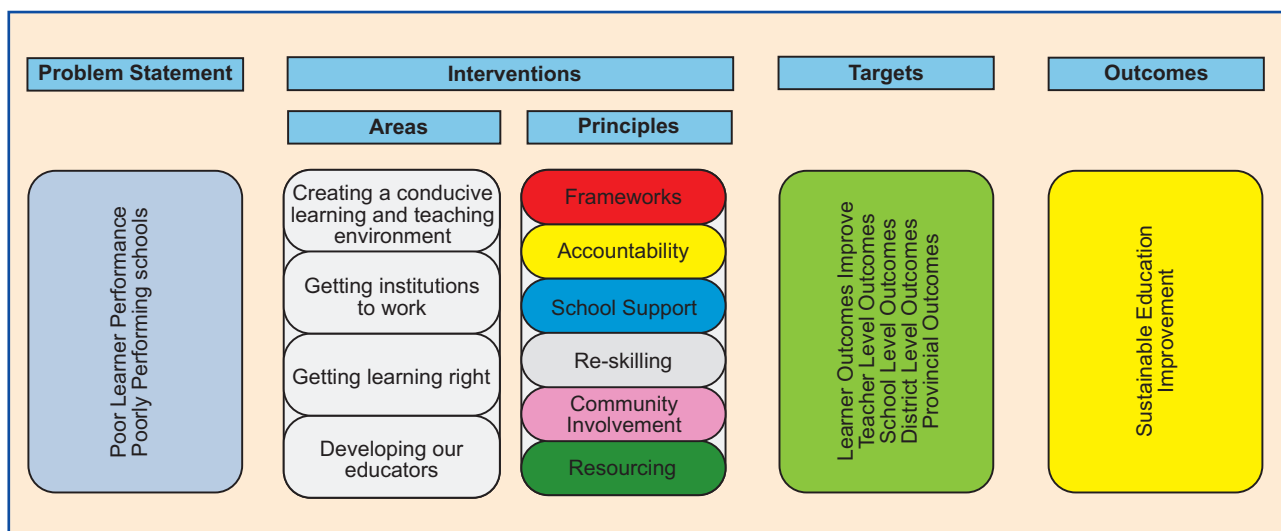 Problem Statement
Interventions
Targets
Outcomes
Areas
Principles
Poor Learner Performance
Poorly Performing schools
Creating a conducive
learning and teaching
environment
Getting institutions
to work
Getting learning right
Developing our
educators
Frameworks
Accountability
School Support
Re-skilling
Community
Involvement
Resourcing
Learner Outcomes Improve
Teacher Level Outcomes
School Level Outcomes
District Level Outcomes
Provincial Outcomes
Sustainable Education
Improvement